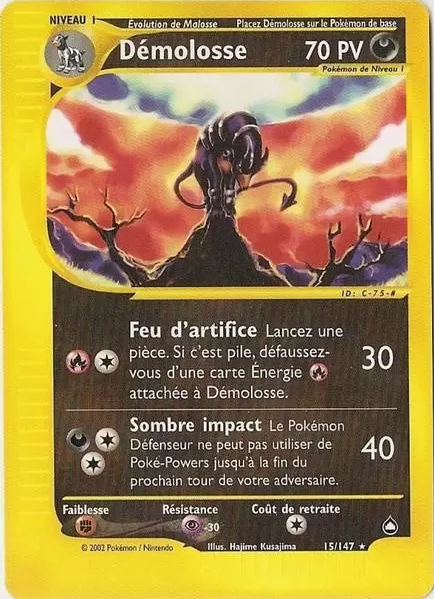 NIVEAU 1
Évolution de Malosse
Placez Démolosse sur le Pokémon de base
Démolosse
70 PV
Pokémon de Niveau 1
ID: C-75-#
Feu d'artifice Lancez une
pièce. Si c'est pile, défaussez-
vous d'une carte Énergie
attachée à Démolosse.
30
Sombre impact Le Pokémon
Défenseur ne peut pas utiliser de
Poké-Powers jusqu'à la fin du
prochain tour de votre adversaire.
40
Faiblesse
Résistance
Coût de retraite
-30
© 2002 Pokémon / Nintendo
Illus. Hajime Kusajima
15/147 ★